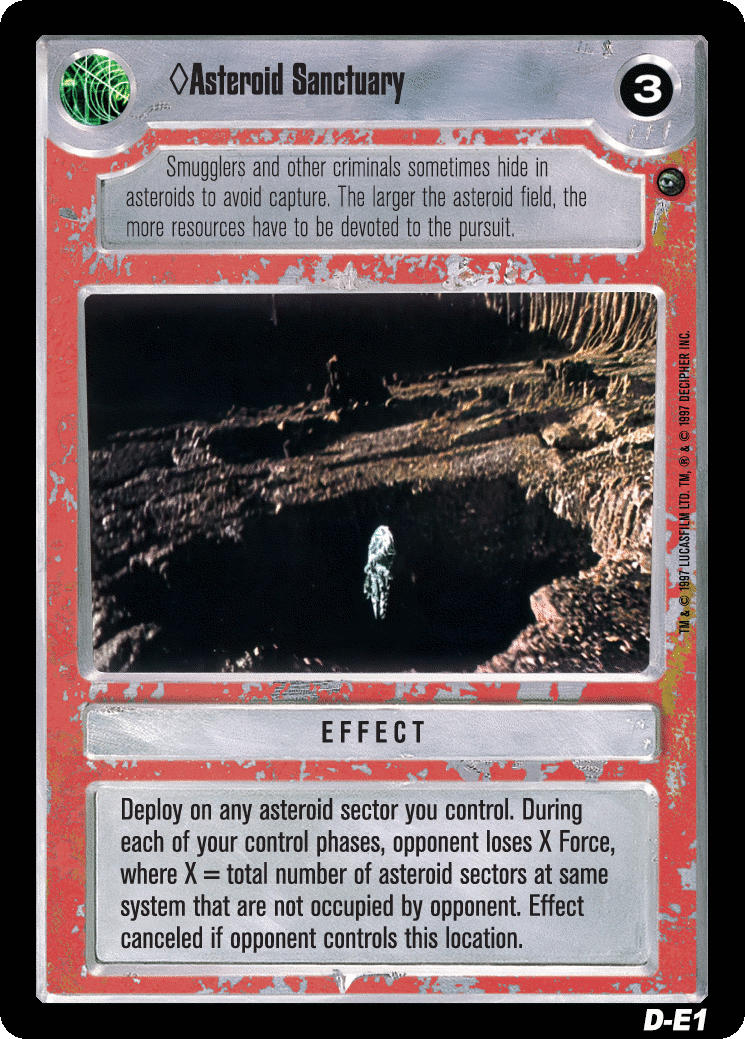 ◊Asteroid Sanctuary
3
Smugglers and other criminals sometimes hide in
asteroids to avoid capture. The larger the asteroid field, the
more resources have to be devoted to the pursuit.
TM & © 1997 LUCASFILM LTD. TM, ® & © 1997 DECIPHER INC.
EFFECT
Deploy on any asteroid sector you control. During
each of your control phases, opponent loses X Force,
where X = total number of asteroid sectors at same
system that are not occupied by opponent. Effect
canceled if opponent controls this location.
D-E1